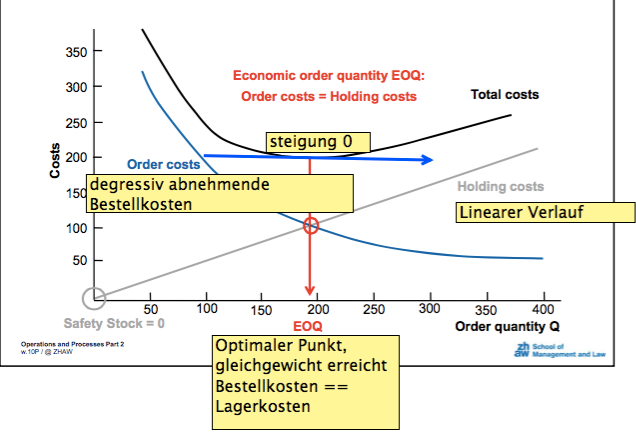 350
300
250
200
150
100
50
Costs
Economic order quantity EOQ:
Order costs = Holding costs
Total costs
steigung 0
Order costs
degressiv abnehmende
Bestellkosten
Holding costs
Linearer Verlauf
50
100
150
200
250
300
350
400
Safety Stock = 0
EOQ
Order quantity Q
Optimaler Punkt,
gleichgewicht erreicht
Bestellkosten ==
Lagerkosten
Operations and Processes Part 2
w.10P / @ ZHAW
zh
aw
School of
Management and Law